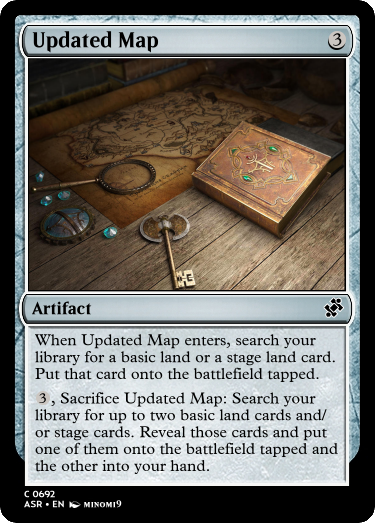 Updated Map 3
Artifact
When Updated Map enters, search your
library for a basic land or a stage land card.
Put that card onto the battlefield tapped.
3, Sacrifice Updated Map: Search your
library for up to two basic land cards and/
or stage cards. Reveal those cards and put
one of them onto the battlefield tapped and
the other into your hand.
C 0692
ASR • EN MINOMI9